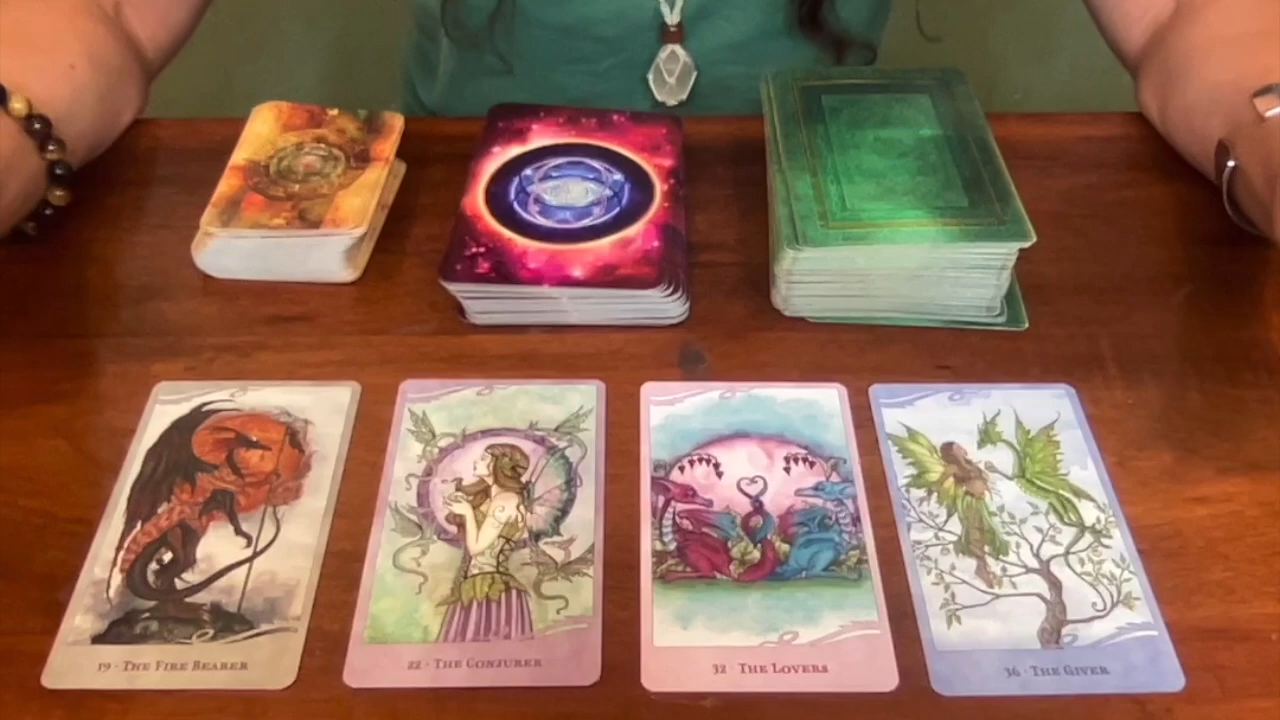 19 · The Fire Bearer
22 · The Conjurer
32 · The Lovers
36 · The Giver